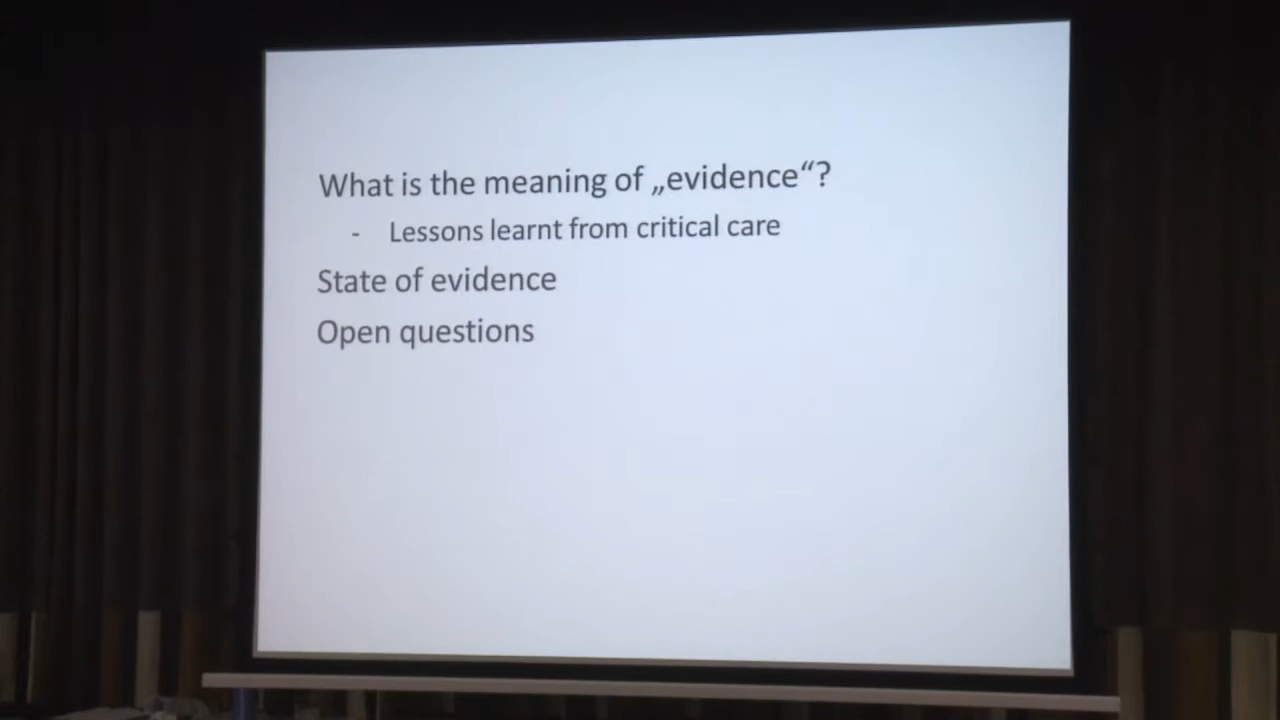 What is the meaning of „evidence“?
- Lessons learnt from critical care
State of evidence
Open questions